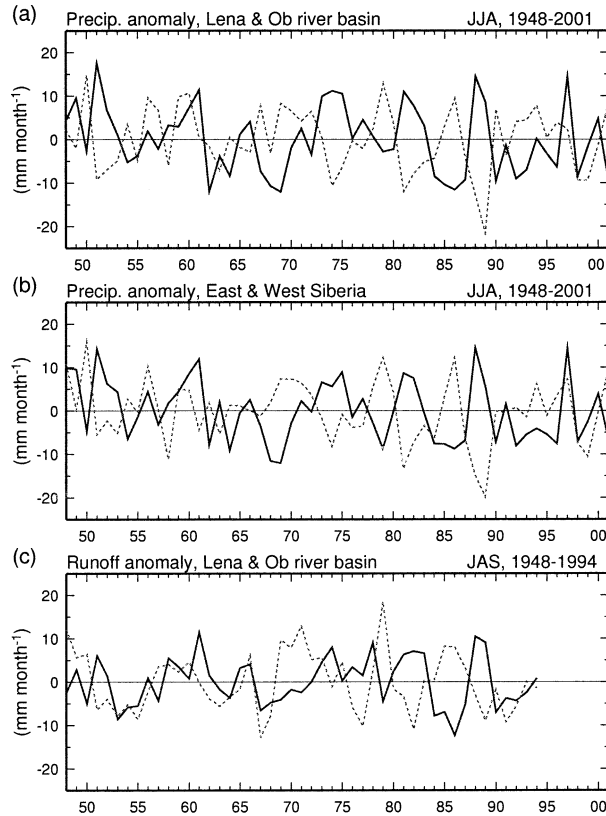 (a)
Precip. anomaly, Lena & Ob river basin JJA, 1948-2001
(mm month⁻¹)
20
10
0
-10
-20
50 55 60 65 70 75 80 85 90 95 00
(b)
Precip. anomaly, East & West Siberia JJA, 1948-2001
(mm month⁻¹)
20
10
0
-10
-20
50 55 60 65 70 75 80 85 90 95 00
(c)
Runoff anomaly, Lena & Ob river basin JAS, 1948-1994
(mm month⁻¹)
20
10
0
-10
-20
50 55 60 65 70 75 80 85 90 95 00